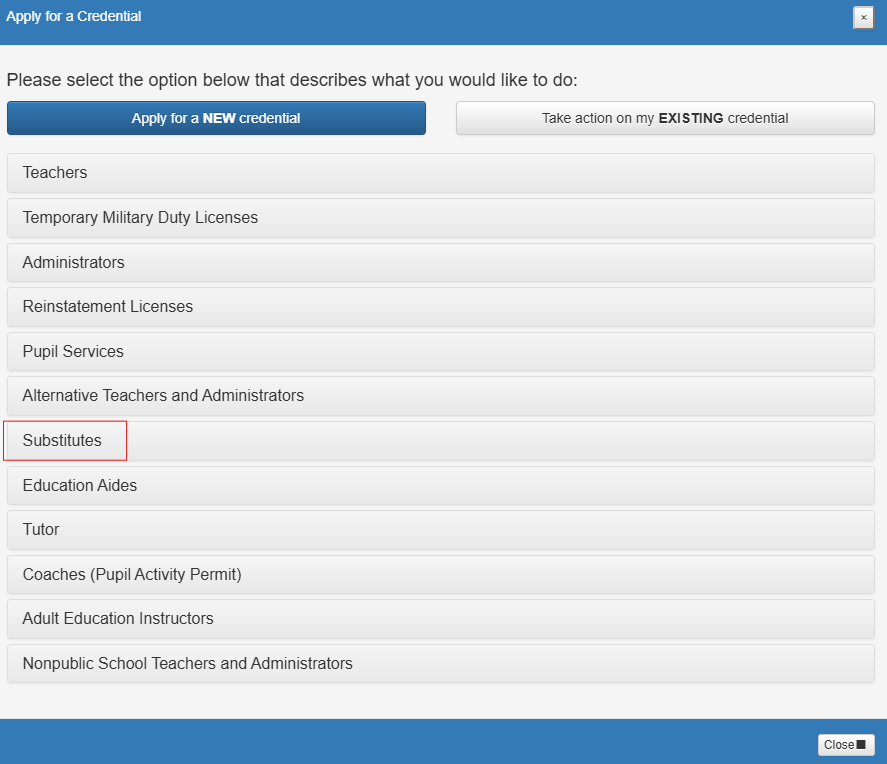 Apply for a Credential
×
Please select the option below that describes what you would like to do:
Apply for a NEW credential
Take action on my EXISTING credential
Teachers
Temporary Military Duty Licenses
Administrators
Reinstatement Licenses
Pupil Services
Alternative Teachers and Administrators
Substitutes
Education Aides
Tutor
Coaches (Pupil Activity Permit)
Adult Education Instructors
Nonpublic School Teachers and Administrators
Close